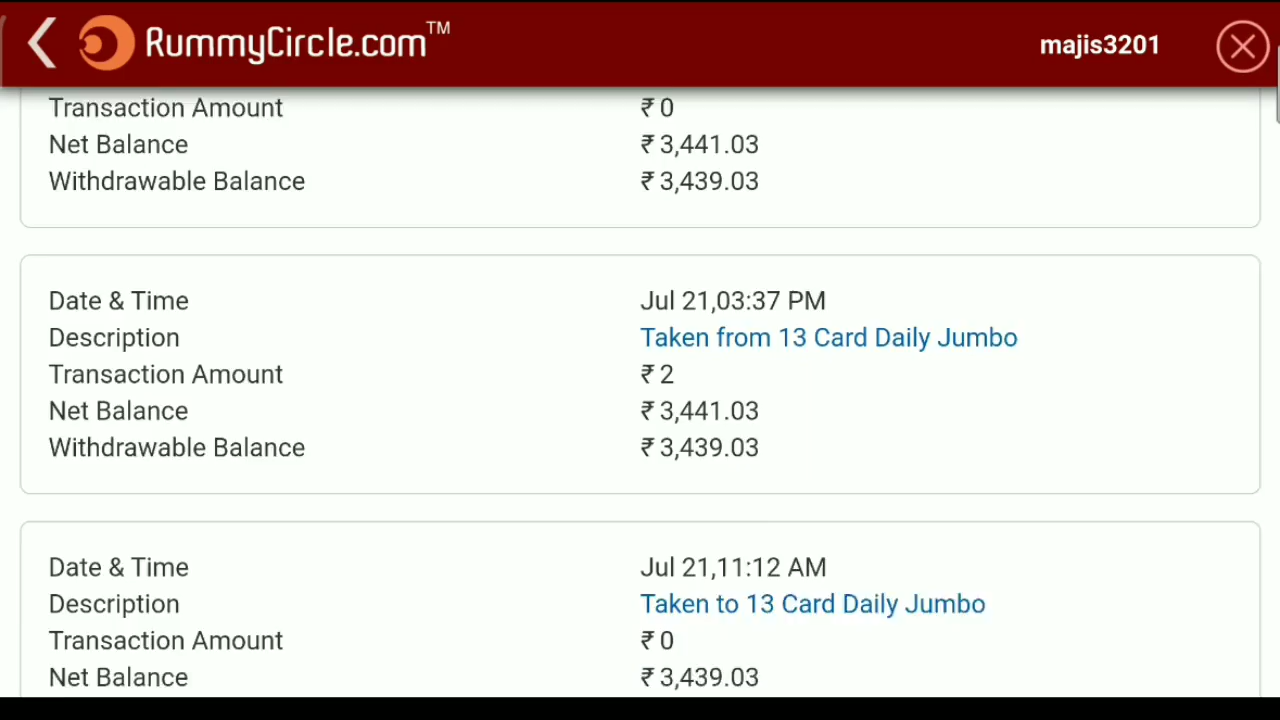 RummyCircle.com™ majis3201
Transaction Amount ₹ 0
Net Balance ₹ 3,441.03
Withdrawable Balance ₹ 3,439.03
Date & Time Jul 21,03:37 PM
Description Taken from 13 Card Daily Jumbo
Transaction Amount ₹ 2
Net Balance ₹ 3,441.03
Withdrawable Balance ₹ 3,439.03
Date & Time Jul 21,11:12 AM
Description Taken to 13 Card Daily Jumbo
Transaction Amount ₹ 0
Net Balance ₹ 3,439.03